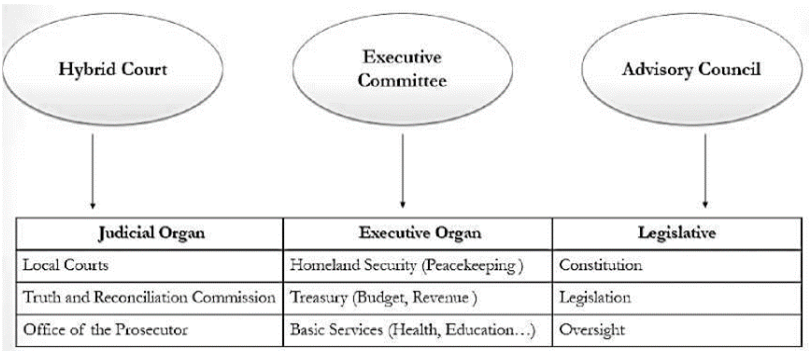 Hybrid Court
Executive
Committee
Advisory Council
Judicial Organ
Executive Organ
Legislative
Local Courts
Homeland Security (Peacekeeping)
Constitution
Truth and Reconciliation Commission
Treasury (Budget, Revenue)
Legislation
Office of the Prosecutor
Basic Services (Health, Education...)
Oversight